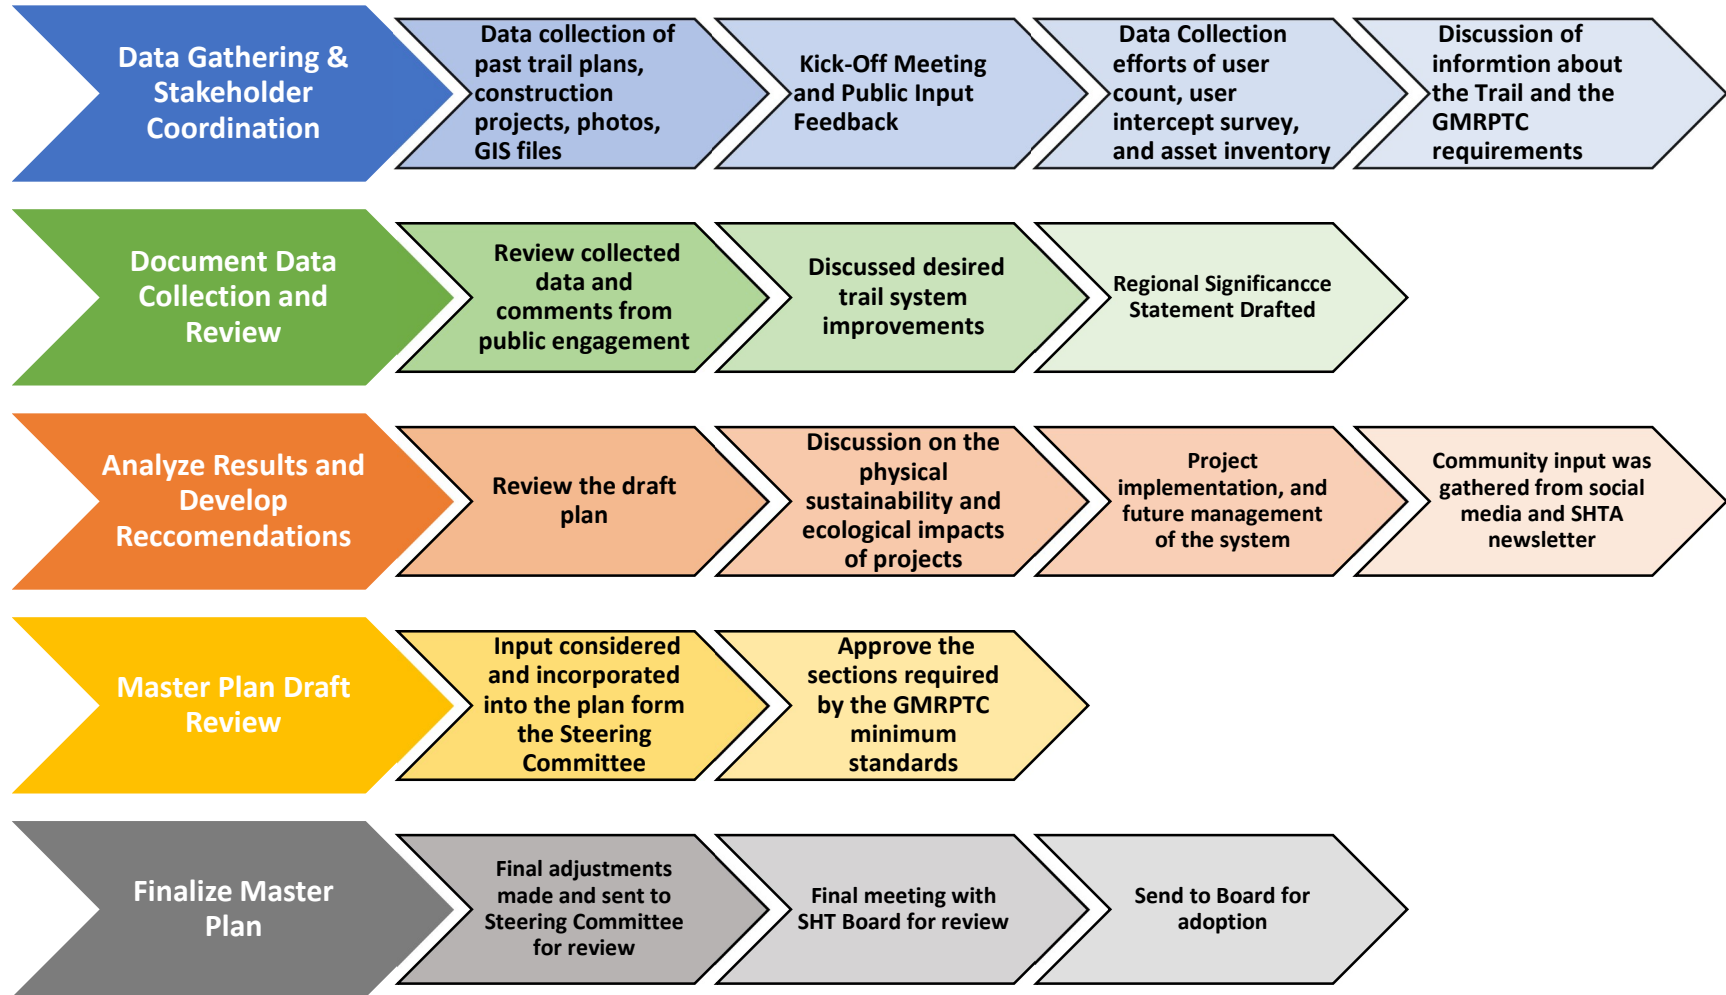 Data Gathering &
Stakeholder
Coordination
Data collection of
past trail plans,
construction
projects, photos,
GIS files
Kick-Off Meeting
and Public Input
Feedback
Data Collection
efforts of user
count, user
intercept survey,
and asset inventory
Discussion of
informtion about
the Trail and the
GMRPTC
requirements
Document Data
Collection and
Review
Review collected
data and
comments from
public engagement
Discussed desired
trail system
improvements
Regional Significancce
Statement Drafted
Analyze Results and
Develop
Reccomendations
Review the draft
plan
Discussion on the
physical
sustainability and
ecological impacts
of projects
Project
implementation, and
future management
of the system
Community input was
gathered from social
media and SHTA
newsletter
Master Plan Draft
Review
Input considered
and incorporated
into the plan form
the Steering
Committee
Approve the
sections required
by the GMRPTC
minimum
standards
Finalize Master
Plan
Final adjustments
made and sent to
Steering Committee
for review
Final meeting with
SHT Board for review
Send to Board for
adoption